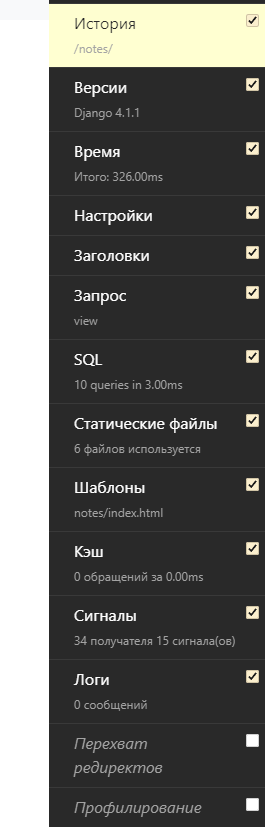 История
/notes/
Версии
Django 4.1.1
Время
Итого: 326.00ms
Настройки
Заголовки
Запрос
view
SQL
10 queries in 3.00ms
Статические файлы
6 файлов используется
Шаблоны
notes/index.html
Кэш
0 обращений за 0.00ms
Сигналы
34 получателя 15 сигнала(ов)
Логи
0 сообщений
Перехват
редиректов
Профилирование